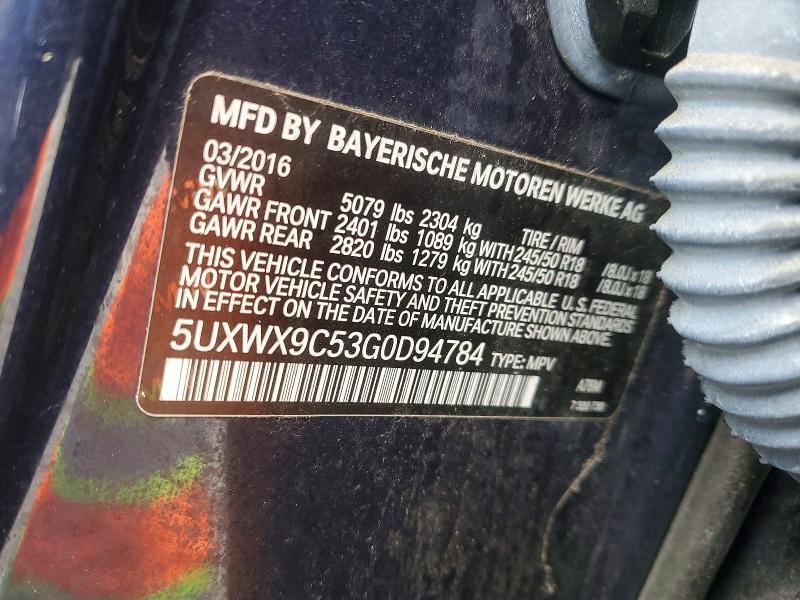 MFD BY BAYERISCHE MOTOREN WERKE AG
03/2016
GVWR 5079 lbs 2304 kg TIRE / RIM
GAWR FRONT 2401 lbs 1089 kg WITH 245/50 R18 /8.0J x 18
GAWR REAR 2820 lbs 1279 kg WITH 245/50 R18 /8.0J x 18
THIS VEHICLE CONFORMS TO ALL APPLICABLE U.S. FEDERAL
MOTOR VEHICLE SAFETY AND THEFT PREVENTION STANDARDS
IN EFFECT ON THE DATE OF MANUFACTURE SHOWN ABOVE.
5UXWX9C53G0D94784 TYPE: MPV